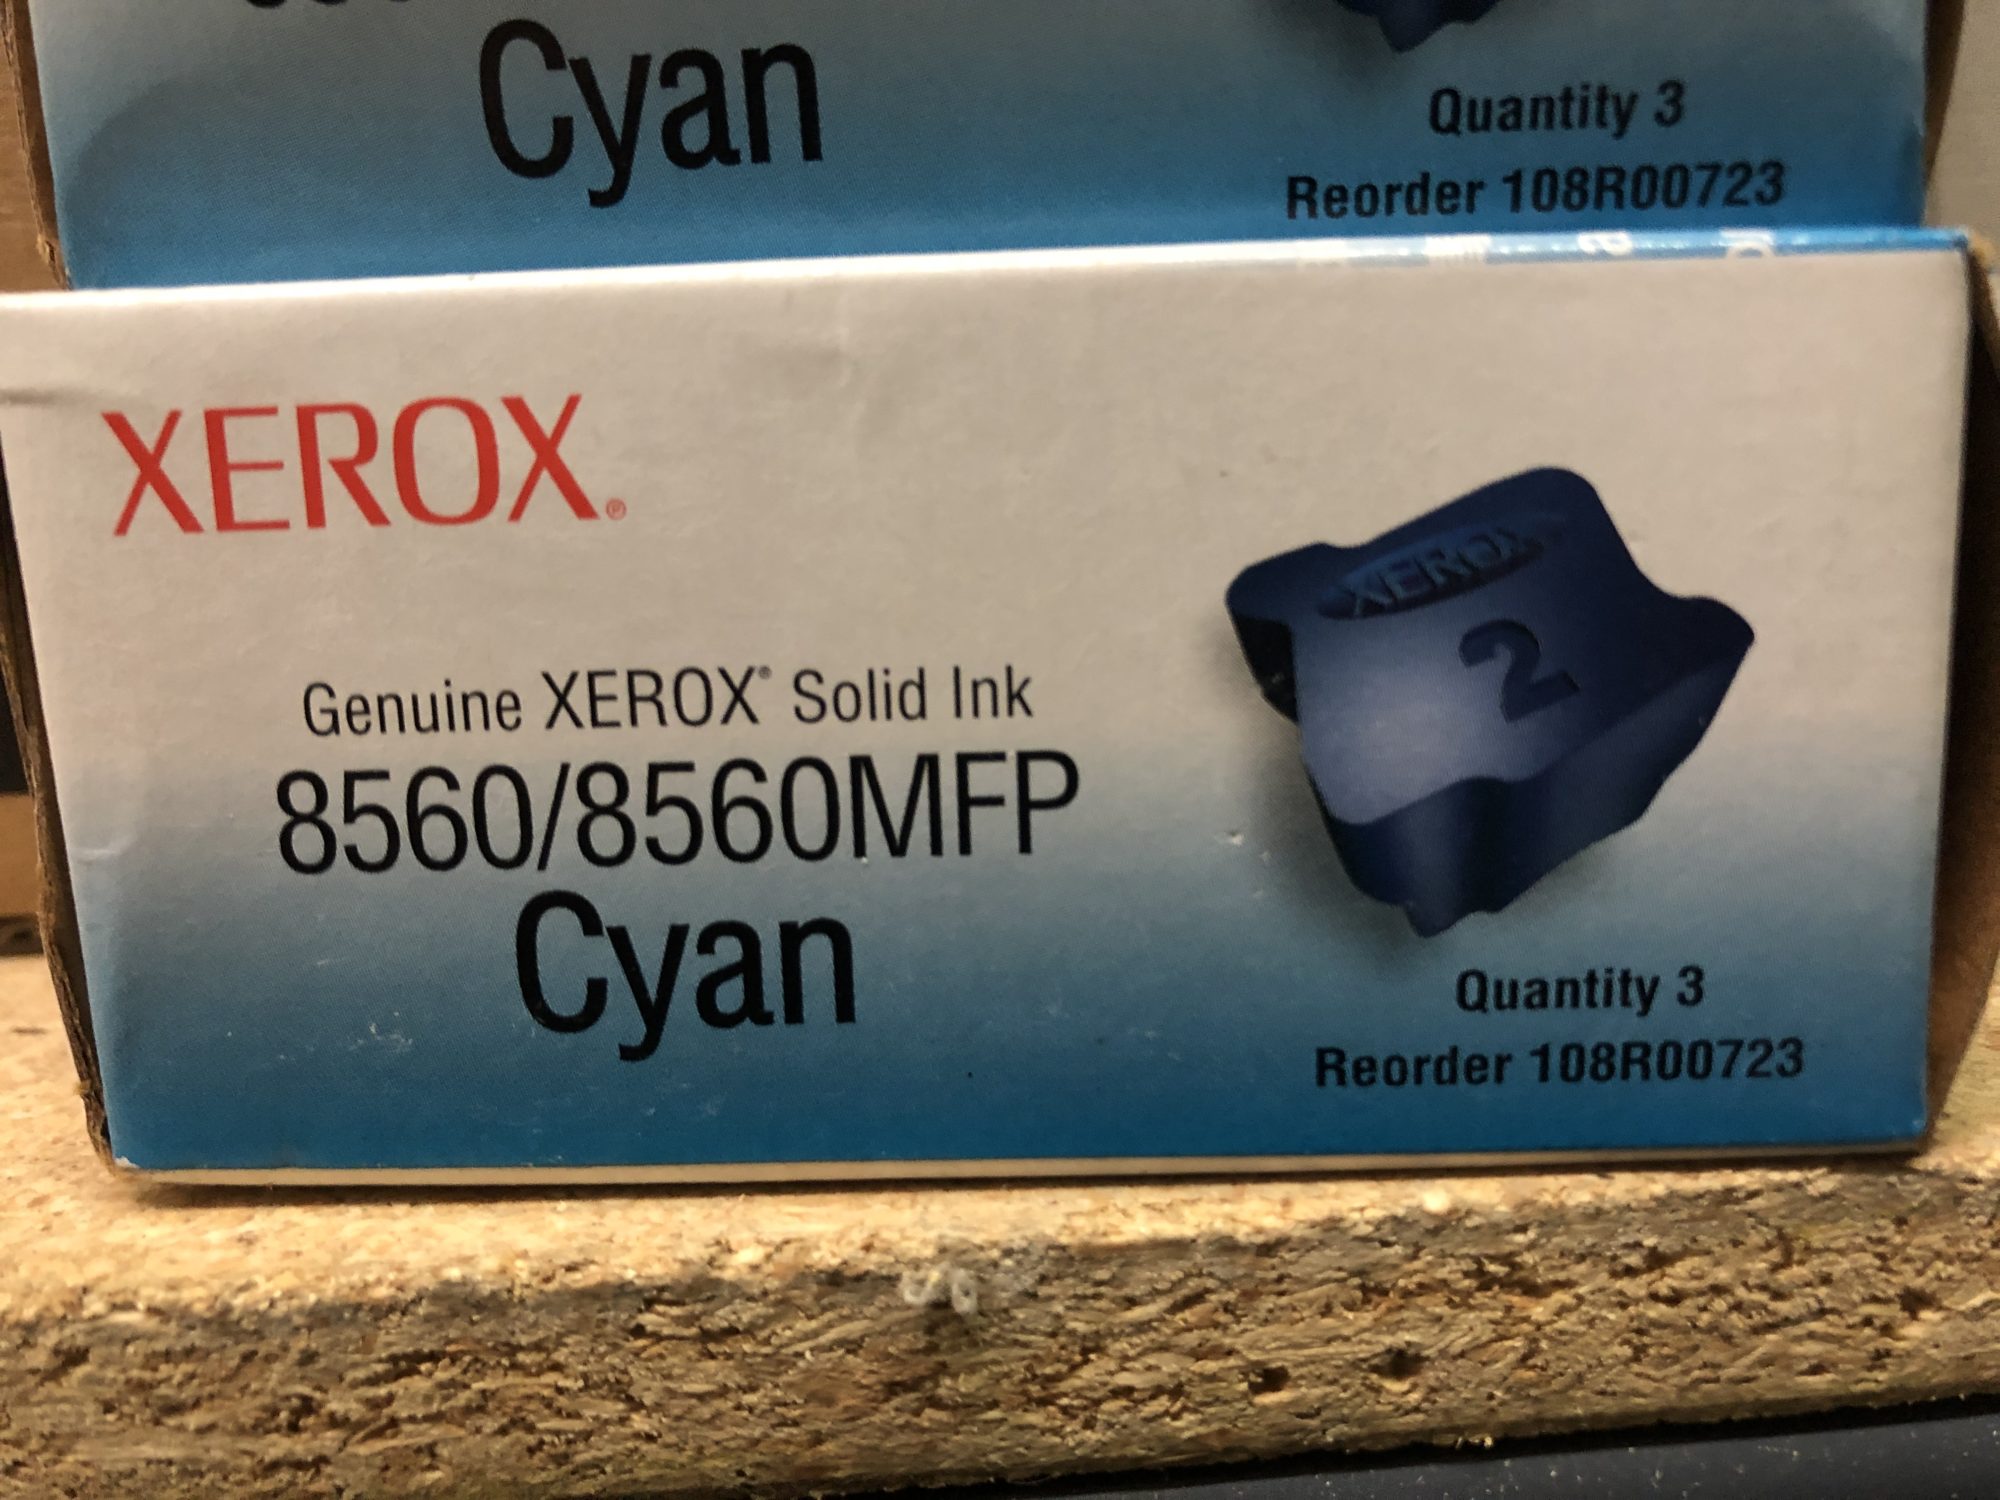 Cyan
Quantity 3
Reorder 108R00723
XEROX®
XEROX
2
Genuine XEROX® Solid Ink
8560/8560MFP
Cyan
Quantity 3
Reorder 108R00723